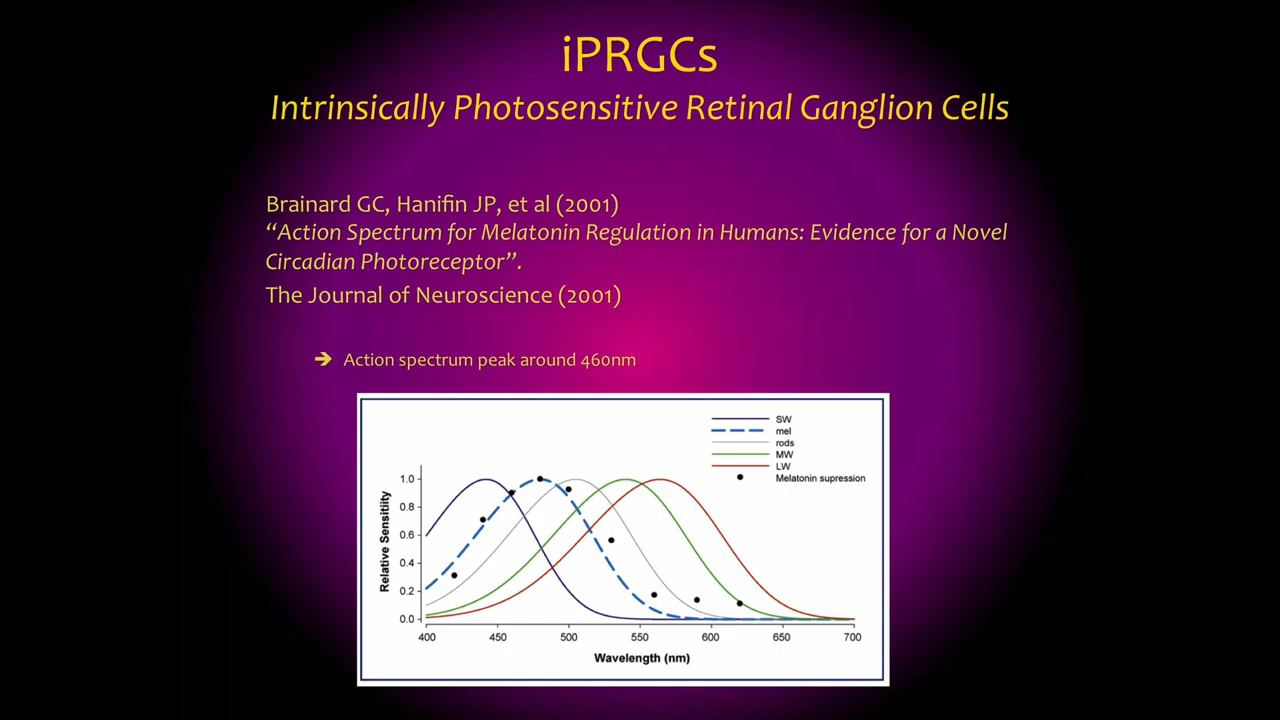 iPRGCs
Intrinsically Photosensitive Retinal Ganglion Cells
Brainard GC, Hanifin JP, et al (2001)
“Action Spectrum for Melatonin Regulation in Humans: Evidence for a Novel
Circadian Photoreceptor”.
The Journal of Neuroscience (2001)
➔ Action spectrum peak around 460nm
SW
mel
rods
MW
LW
Melatonin supression
Relative Sensitiity
1.0
0.8
0.6
0.4
0.2
0.0
400 450 500 550 600 650 700
Wavelength (nm)